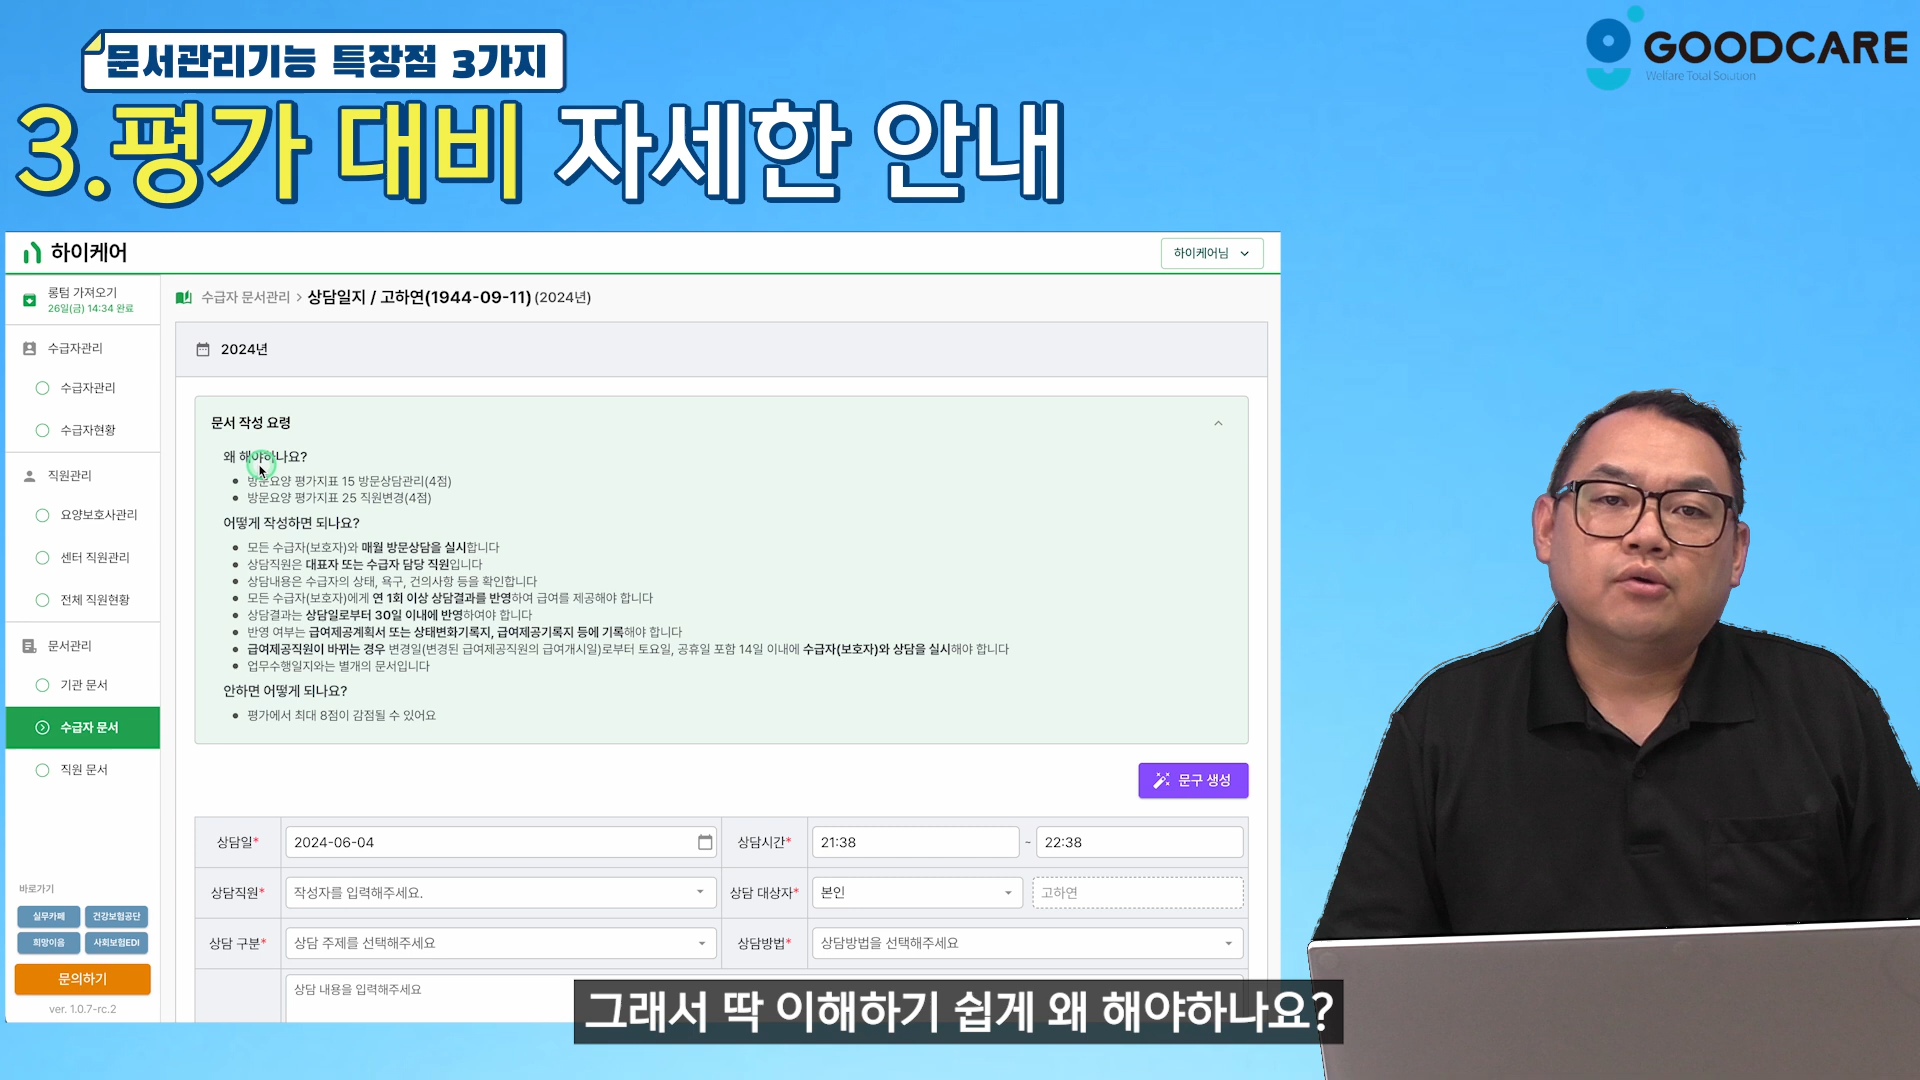 문서관리기능 특장점 3가지
3.평가 대비 자세한 안내
GOODCARE
Welfare Total Solution
하이케어
하이케어님
롱텀 가져오기
26일(금) 14:34 완료
수급자관리
수급자관리
수급자현황
직원관리
요양보호사관리
센터 직원관리
전체 직원현황
문서관리
기관 문서
수급자 문서
직원 문서
바로가기
실무카페
건강보험공단
희망이음
사회보험EDI
문의하기
ver. 1.0.7-rc.2
수급자 문서관리 > 상담일지 / 고하연(1944-09-11) (2024년)
2024년
문서 작성 요령
왜 해야하나요?
방문요양 평가지표 15 방문상담관리(4점)
방문요양 평가지표 25 직원변경(4점)
어떻게 작성하면 되나요?
모든 수급자(보호자)와 매월 방문상담을 실시합니다
상담직원은 대표자 또는 수급자 담당 직원입니다
상담내용은 수급자의 상태, 욕구, 건의사항 등을 확인합니다
모든 수급자(보호자)에게 연 1회 이상 상담결과를 반영하여 급여를 제공해야 합니다
상담결과는 상담일로부터 30일 이내에 반영하여야 합니다
반영 여부는 급여제공계획서 또는 상태변화기록지, 급여제공기록지 등에 기록해야 합니다
급여제공직원이 바뀌는 경우 변경일(변경된 급여제공직원의 급여개시일)로부터 토요일, 공휴일 포함 14일 이내에 수급자(보호자)와 상담을 실시해야 합니다
업무수행일지와는 별개의 문서입니다
안하면 어떻게 되나요?
평가에서 최대 8점이 감점될 수 있어요
문구 생성
상담일* 2024-06-04 상담시간* 21:38 ~ 22:38
상담직원* 작성자를 입력해주세요. 상담 대상자* 본인 고하연
상담 구분* 상담 주제를 선택해주세요 상담방법* 상담방법을 선택해주세요
상담 내용을 입력해주세요
그래서 딱 이해하기 쉽게 왜 해야하나요?